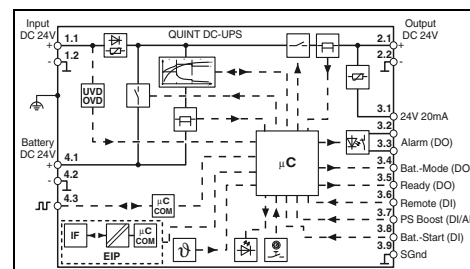 Input
DC 24V
QUINT DC-UPS
Output
DC 24V
1.1
+
1.2
-
2.1
+
2.2
-
UVD
OVD
3.1
24V 20mA
3.2
Alarm (DO)
3.3
Battery
DC 24V
4.1
+
4.2
-
4.3
µC
3.4
Bat.-Mode (DO
3.5
Ready (DO)
3.6
Remote (DI)
3.7
PS Boost (DI/AI
3.8
Bat.-Start (DI)
3.9
SGnd
µC
COM
IF
µC
COM
EIP
ϑ